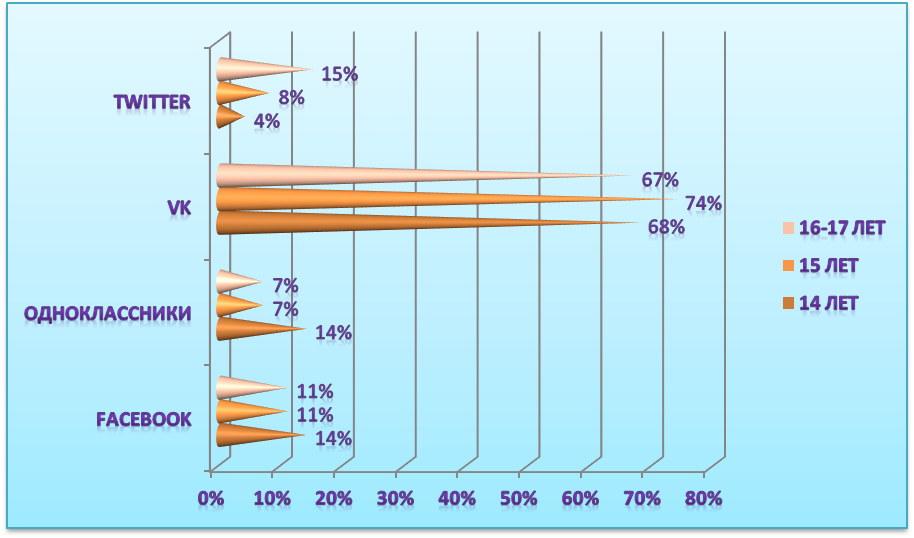 TWITTER
15%
8%
4%
VK
67%
74%
68%
ОДНОКЛАССНИКИ
7%
7%
14%
FACEBOOK
11%
11%
14%
0% 10% 20% 30% 40% 50% 60% 70% 80%
16-17 ЛЕТ
15 ЛЕТ
14 ЛЕТ